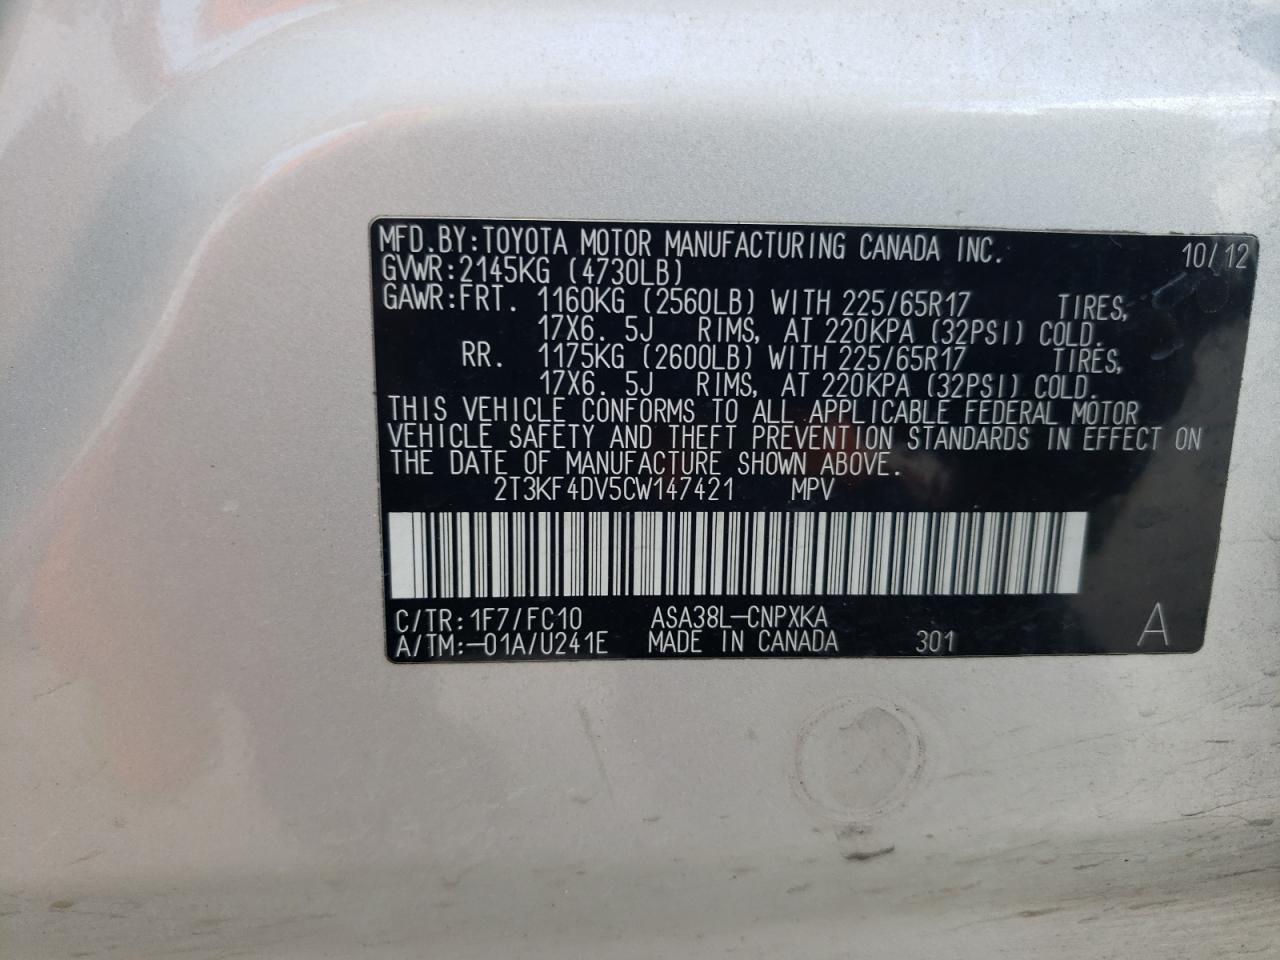 MFD.BY:TOYOTA MOTOR MANUFACTURING CANADA INC. 10/12
GVWR:2145KG (4730LB)
GAWR:FRT. 1160KG (2560LB) WITH 225/65R17 TIRES,
17X6.5J RIMS, AT 220KPA (32PSI) COLD.
RR. 1175KG (2600LB) WITH 225/65R17 TIRES,
17X6.5J RIMS, AT 220KPA (32PSI) COLD.
THIS VEHICLE CONFORMS TO ALL APPLICABLE FEDERAL MOTOR
VEHICLE SAFETY AND THEFT PREVENTION STANDARDS IN EFFECT ON
THE DATE OF MANUFACTURE SHOWN ABOVE.
2T3KF4DV5CW147421 MPV
C/TR:1F7/FC10 ASA38L-CNPXKA
A/TM:-01A/U241E MADE IN CANADA 301 A